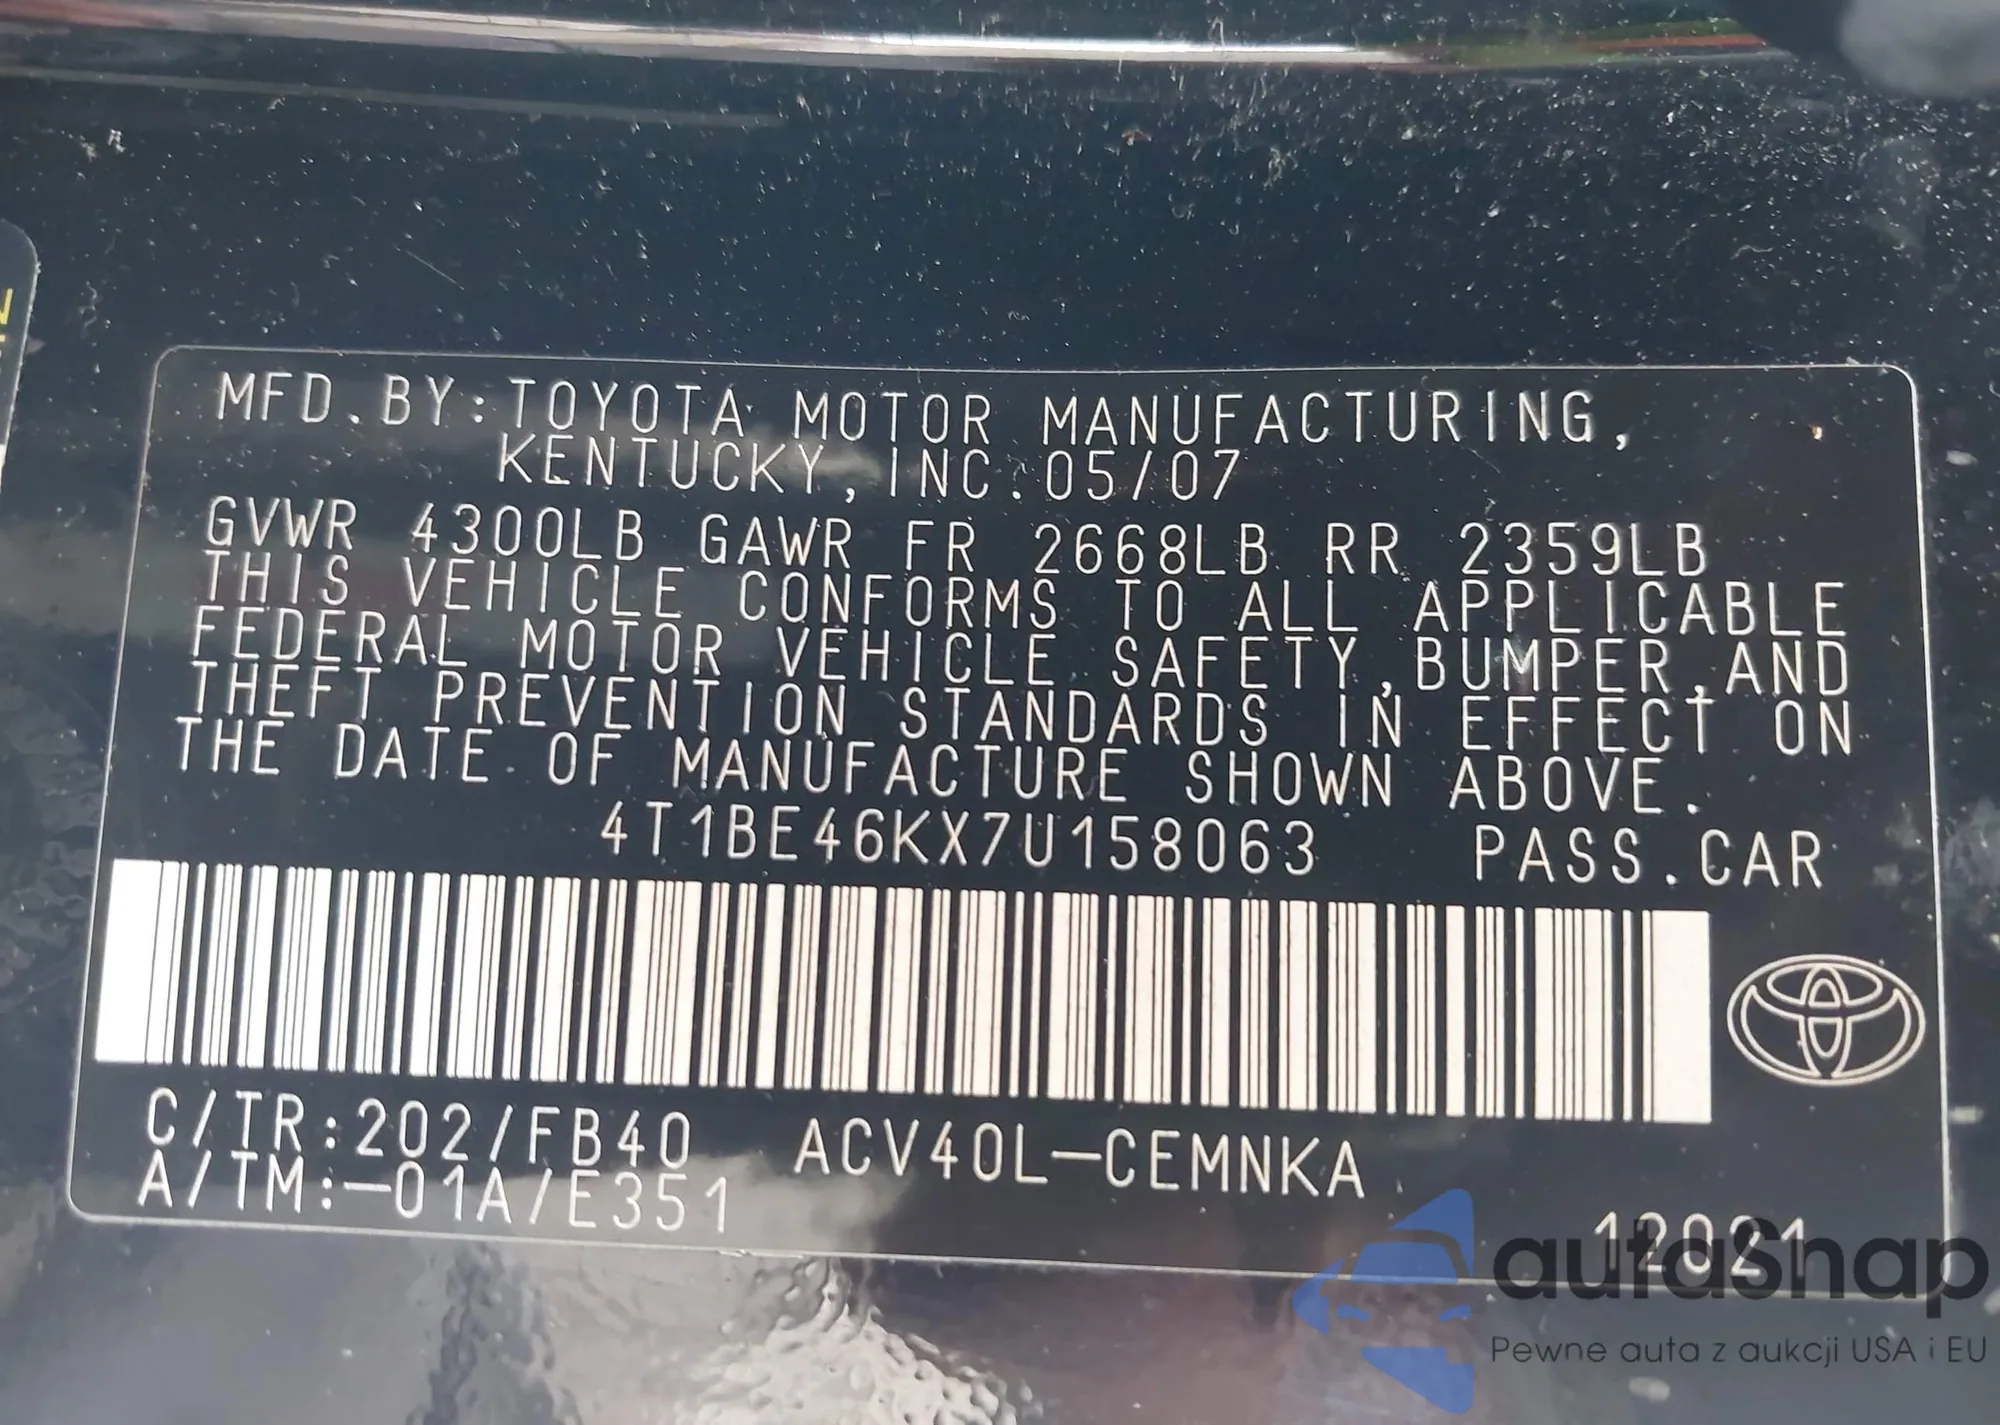 MFD.BY:TOYOTA MOTOR MANUFACTURING,
KENTUCKY,INC.05/07
GVWR 4300LB GAWR FR 2668LB RR 2359LB
THIS VEHICLE CONFORMS TO ALL APPLICABLE
FEDERAL MOTOR VEHICLE SAFETY,BUMPER,AND
THEFT PREVENTION STANDARDS IN EFFECT ON
THE DATE OF MANUFACTURE SHOWN ABOVE.
4T1BE46KX7U158063 PASS.CAR
C/TR:202/FB40 ACV40L-CEMNKA
A/TM:-01A/E351
12021
autoSnap
Pewne auta z aukcji USA i EU